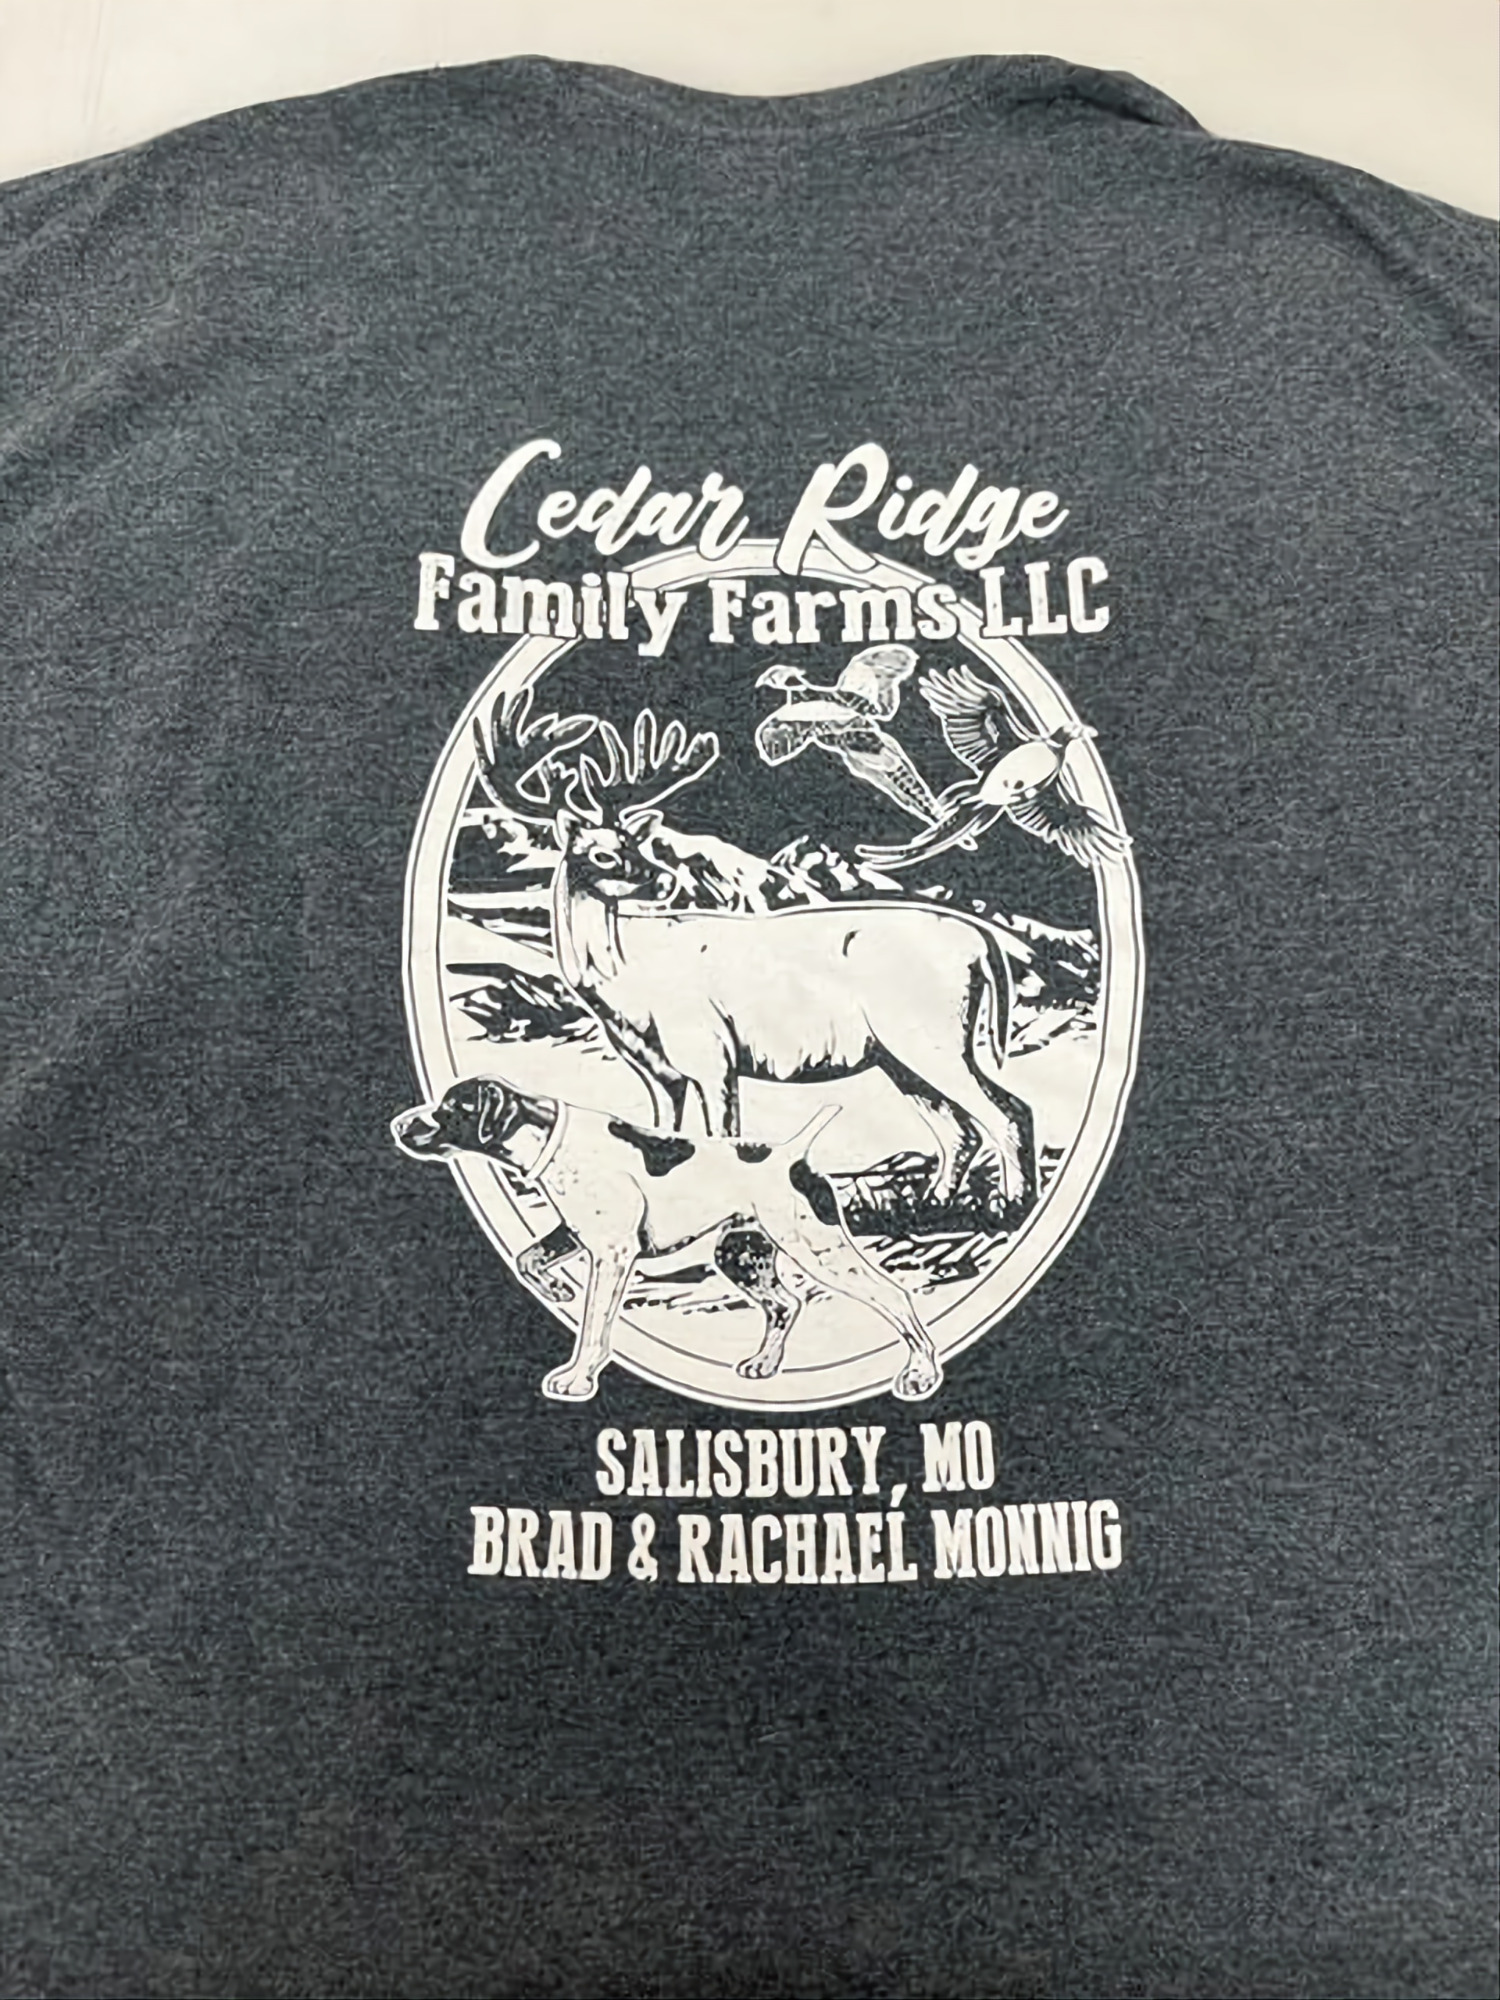 Cedar Ridge
Family Farms LLC
SALISBURY, MO
BRAD & RACHAEL MONNIG